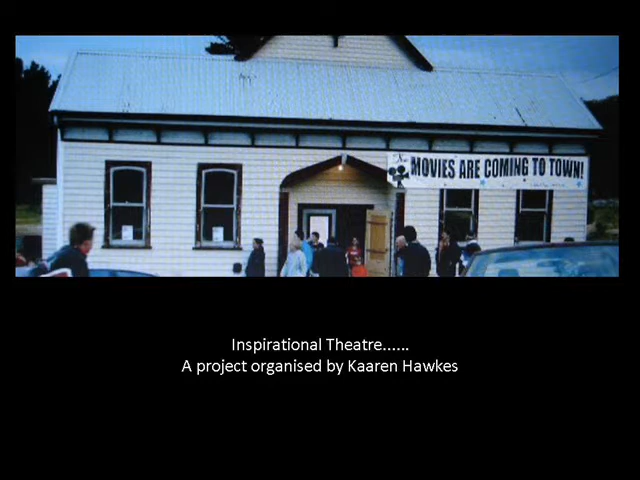 MOVIES ARE COMING TO TOWN!
Inspirational Theatre......
A project organised by Kaaren Hawkes